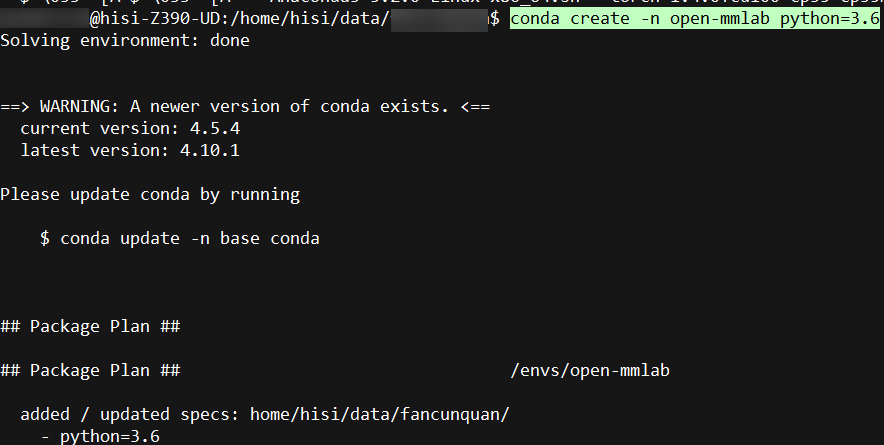 @hisi-Z390-UD:/home/hisi/data/ $ conda create -n open-mmlab python=3.6
Solving environment: done
==> WARNING: A newer version of conda exists. <==
current version: 4.5.4
latest version: 4.10.1
Please update conda by running
$ conda update -n base conda
## Package Plan ##
## Package Plan ## /envs/open-mmlab
added / updated specs: home/hisi/data/fancunquan/
- python=3.6